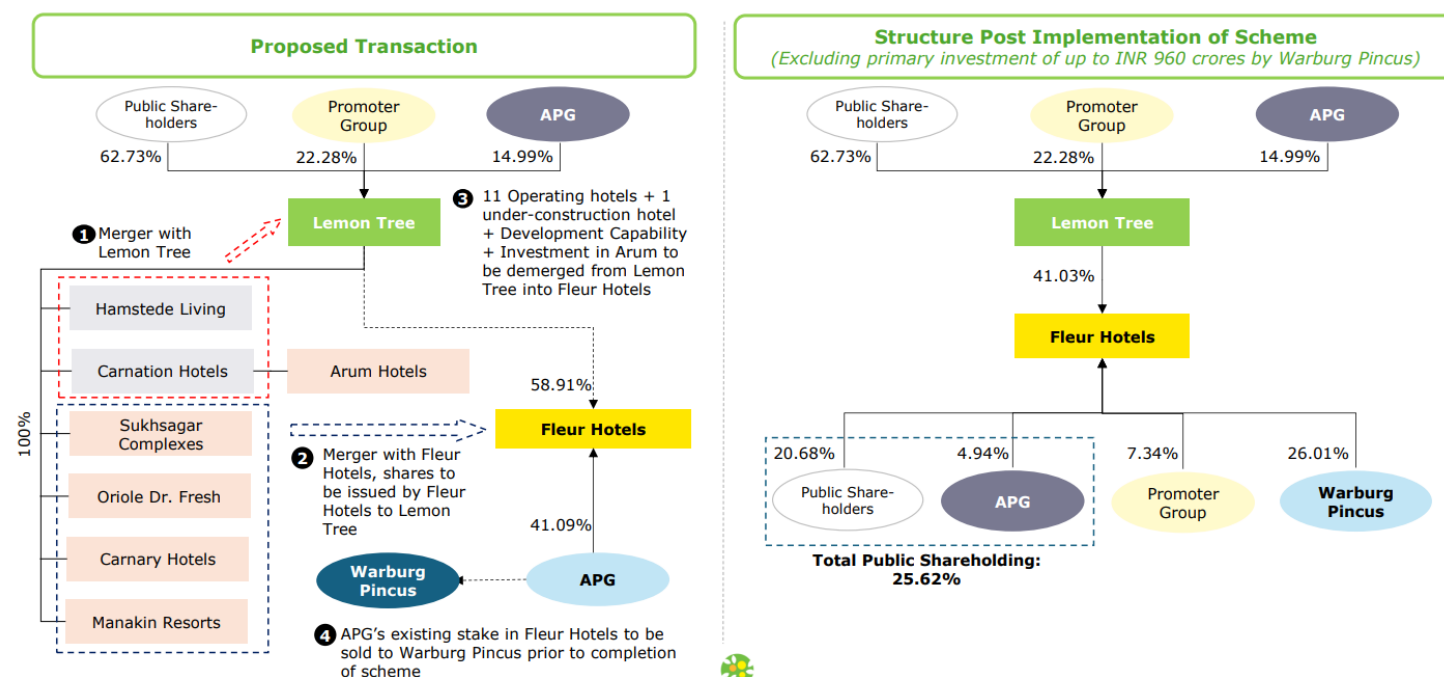 Proposed Transaction
Public Share-
holders
Promoter
Group
APG
62.73%
22.28%
14.99%
Lemon Tree
1 Merger with
Lemon Tree
3 11 Operating hotels + 1
under-construction hotel
+ Development Capability
+ Investment in Arum to
be demerged from Lemon
Tree into Fleur Hotels
Hamstede Living
Carnation Hotels
Arum Hotels
100%
Sukhsagar
Complexes
Oriole Dr. Fresh
Carnary Hotels
Manakin Resorts
58.91%
Fleur Hotels
2 Merger with Fleur
Hotels, shares to
be issued by Fleur
Hotels to Lemon
Tree
41.09%
Warburg
Pincus
APG
4 APG's existing stake in Fleur Hotels to be
sold to Warburg Pincus prior to completion
of scheme
Structure Post Implementation of Scheme
(Excluding primary investment of up to INR 960 crores by Warburg Pincus)
Public Share-
holders
Promoter
Group
APG
62.73%
22.28%
14.99%
Lemon Tree
41.03%
Fleur Hotels
20.68%
4.94%
7.34%
26.01%
Public Share-
holders
APG
Promoter
Group
Warburg
Pincus
Total Public Shareholding:
25.62%